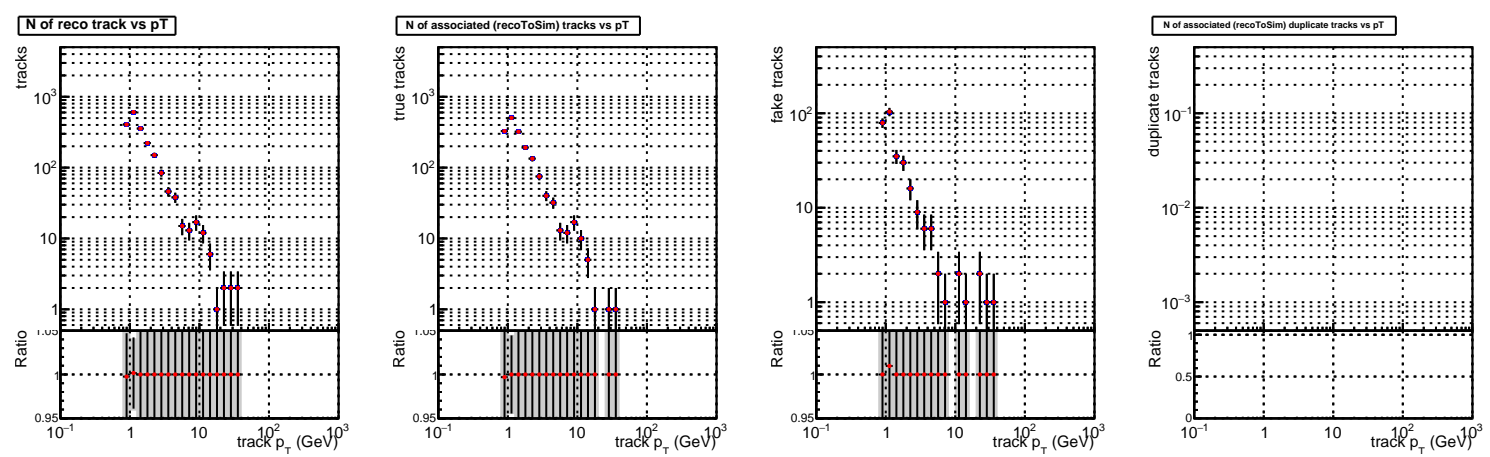 N of reco track vs pT
tracks
10³
10²
10
1
Ratio
1.05
1
0.95
10⁻¹ 1 10 10² 10³
track p_T (GeV)
N of associated (recoToSim) tracks vs pT
true tracks
10³
10²
10
1
Ratio
1.05
1
0.95
10⁻¹ 1 10 10² 10³
track p_T (GeV)
fake tracks
10²
10
1
Ratio
1.05
1
0.95
10⁻¹ 1 10 10² 10³
track p_T (GeV)
N of associated (recoToSim) duplicate tracks vs pT
duplicate tracks
10⁻¹
10⁻²
10⁻³
Ratio
1
0.5
0
10⁻¹ 1 10 10² 10³
track p_T (GeV)